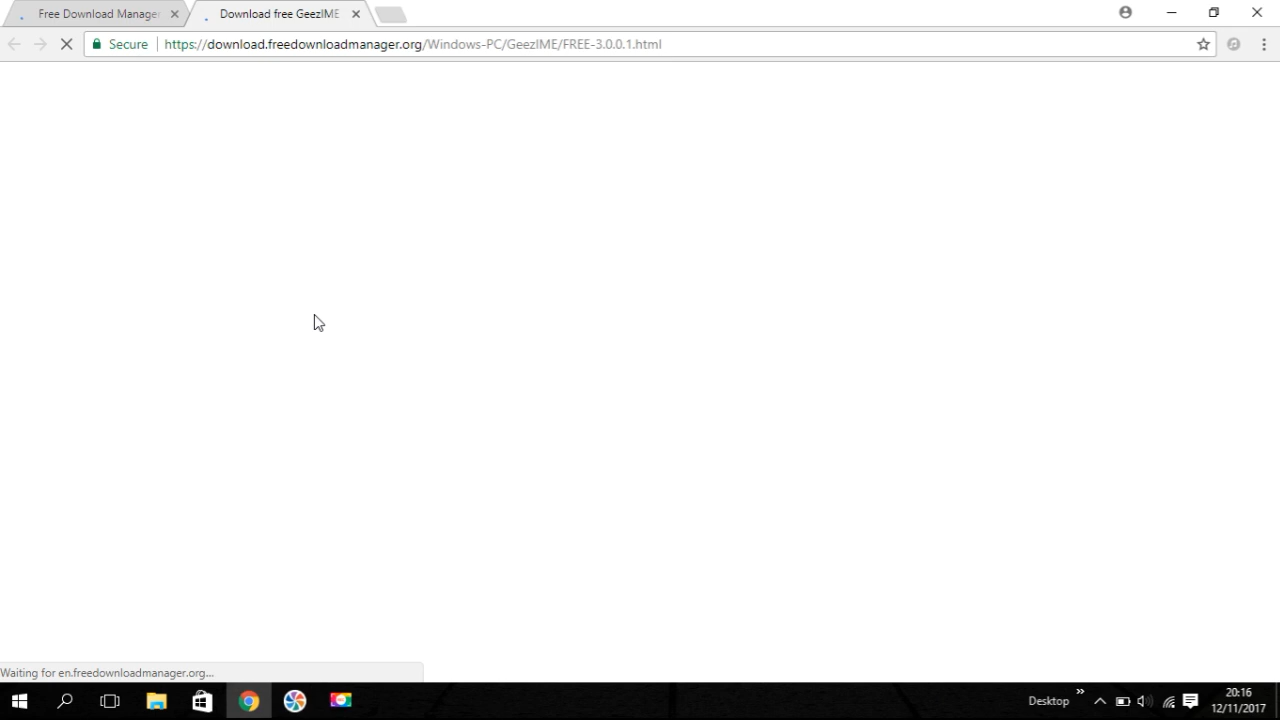 Free Download Manage
Download free GeezIME
Secure
https://download.freedownloadmanager.org/Windows-PC/GeezIME/FREE-3.0.0.1.html
Waiting for en.freedownloadmanager.org...
Desktop
20:16
12/11/2017